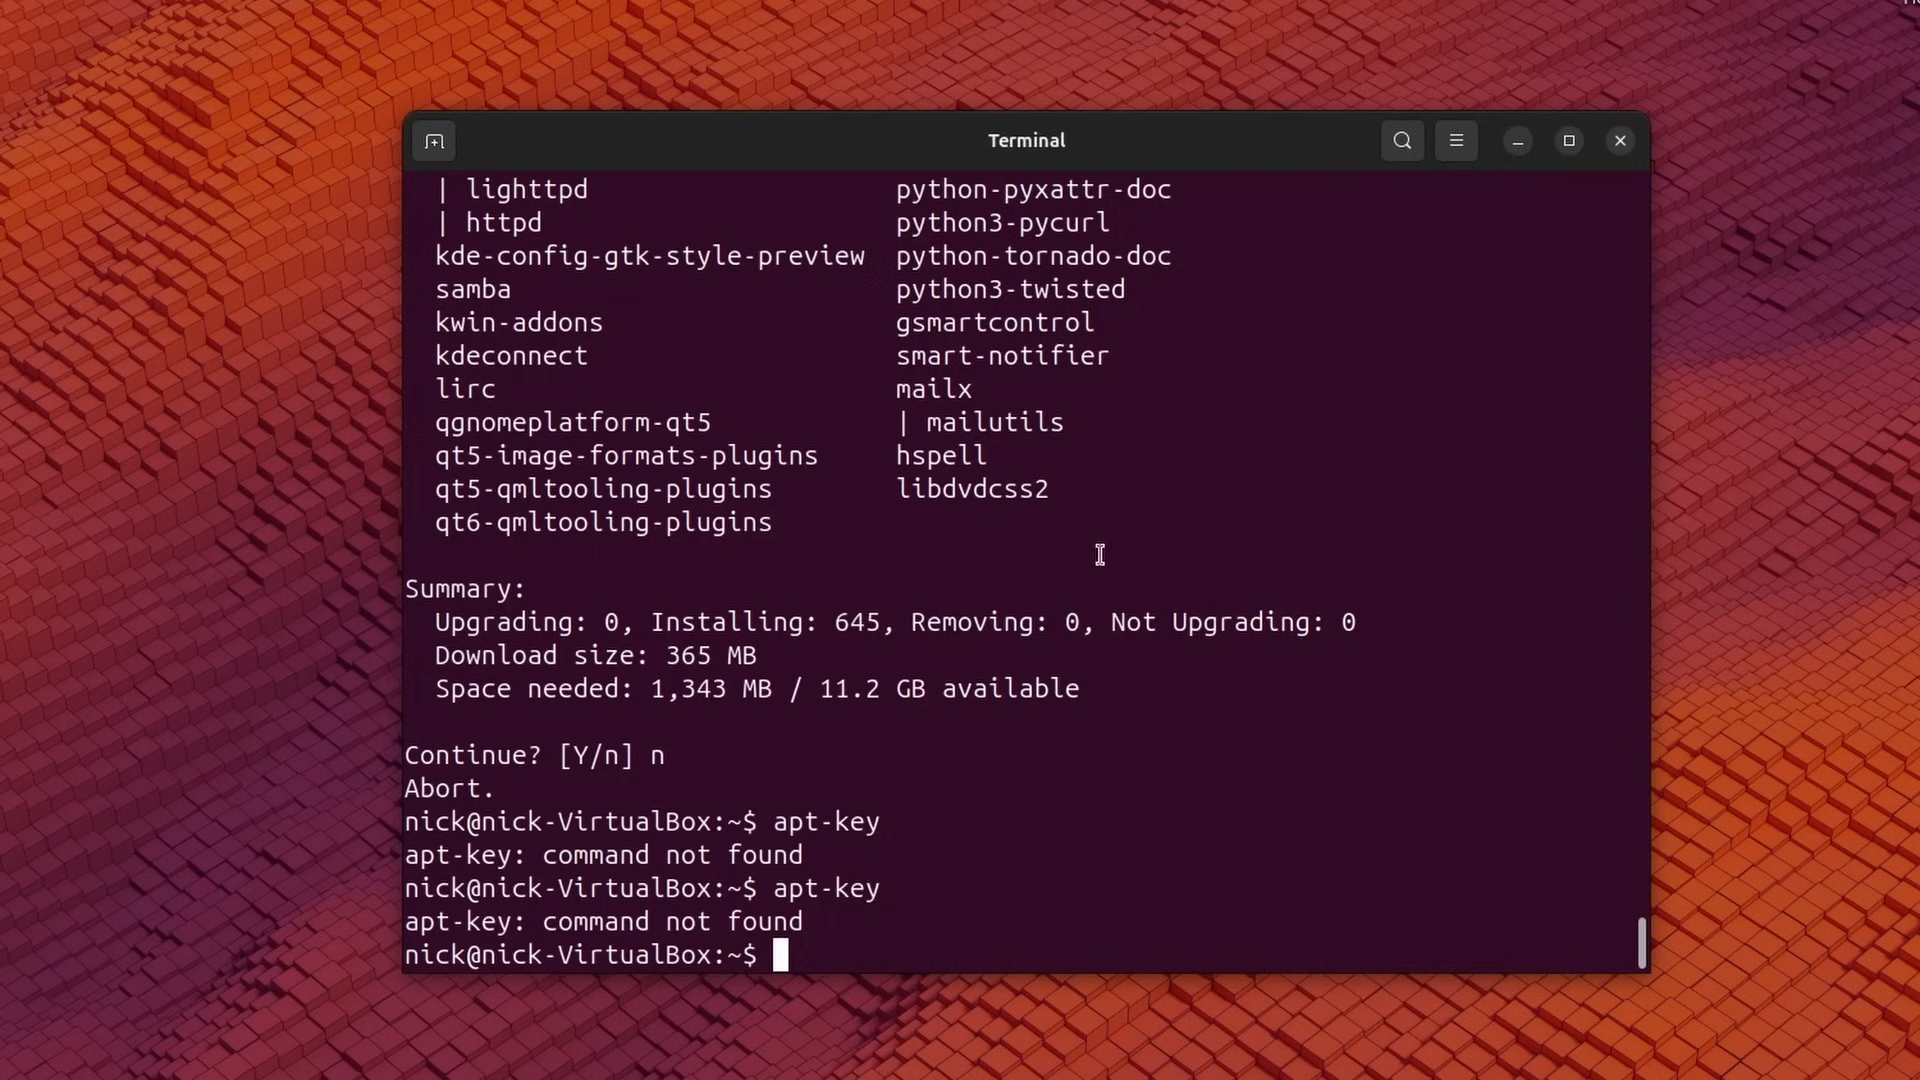 Terminal
| lighttpd python-pyxattr-doc
| httpd python3-pycurl
kde-config-gtk-style-preview python-tornado-doc
samba python3-twisted
kwin-addons gsmartcontrol
kdeconnect smart-notifier
lirc mailx
qgnomeplatform-qt5 | mailutils
qt5-image-formats-plugins hspell
qt5-qmltooling-plugins libdvdcss2
qt6-qmltooling-plugins
Summary:
Upgrading: 0, Installing: 645, Removing: 0, Not Upgrading: 0
Download size: 365 MB
Space needed: 1,343 MB / 11.2 GB available
Continue? [Y/n] n
Abort.
nick@nick-VirtualBox:~$ apt-key
apt-key: command not found
nick@nick-VirtualBox:~$ apt-key
apt-key: command not found
nick@nick-VirtualBox:~$